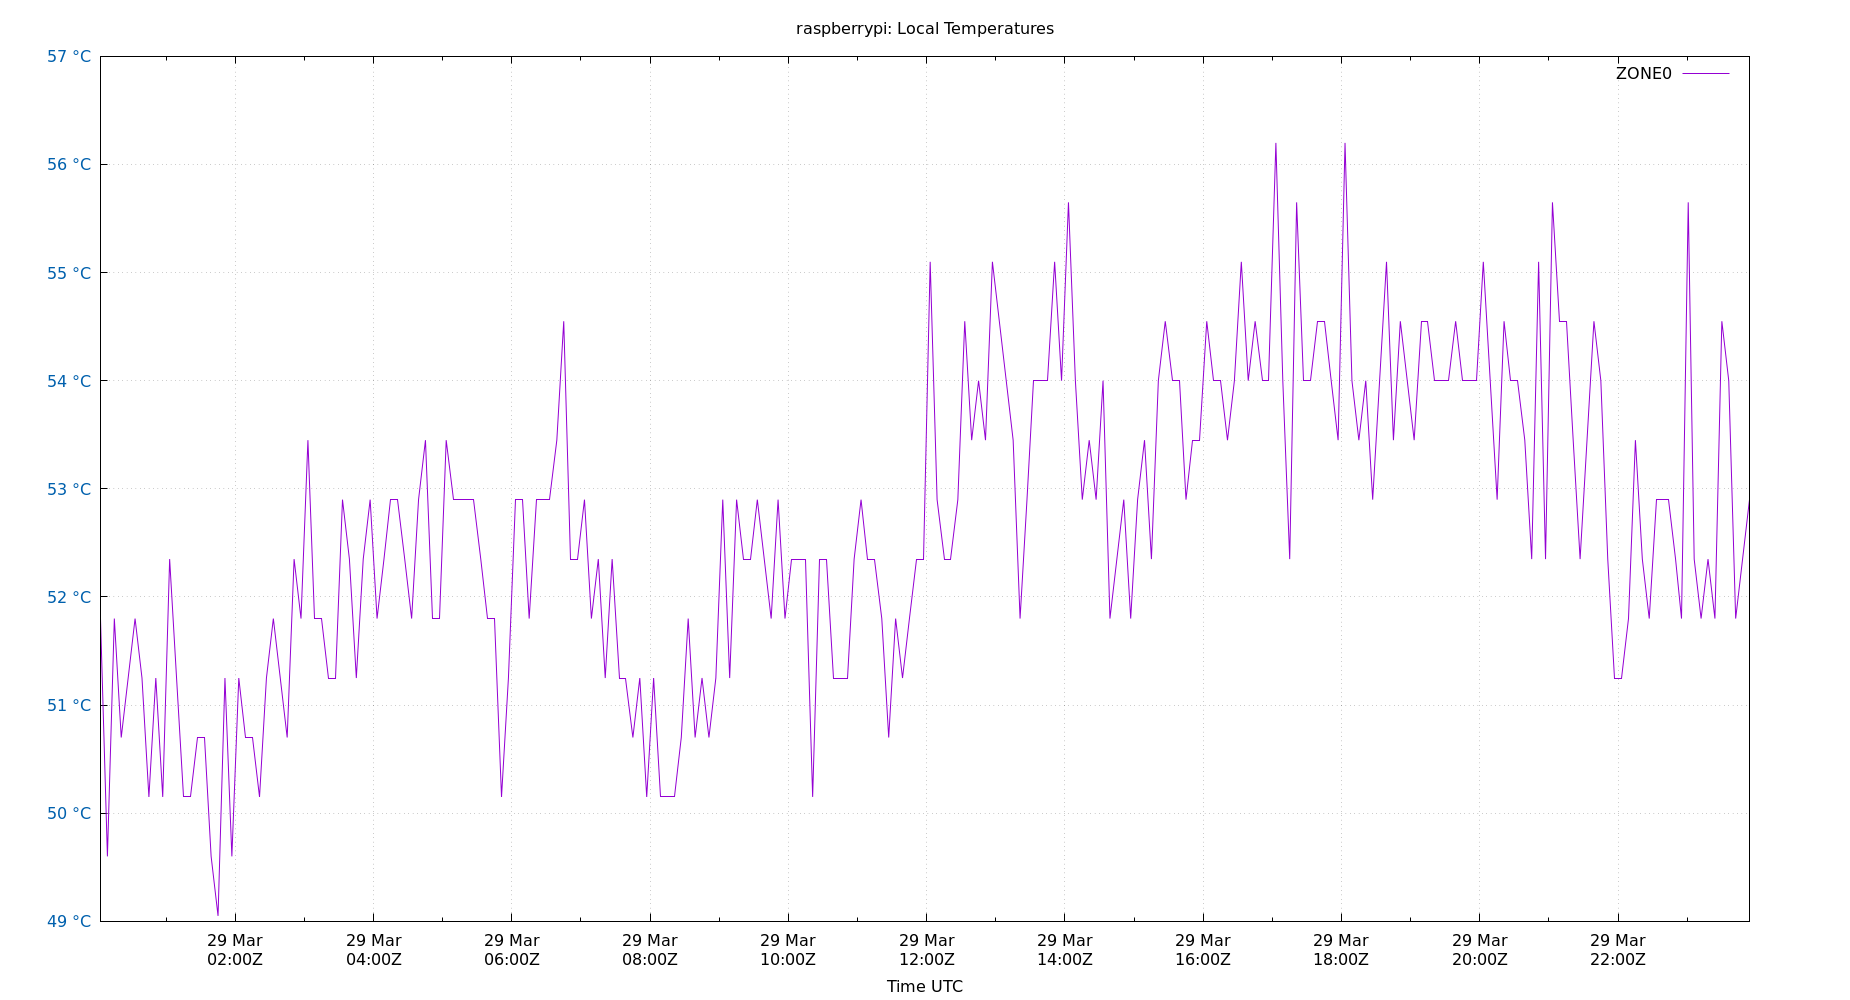 raspberrypi: Local Temperatures
57 °C
ZONE0
56 °C
55 °C
54 °C
53 °C
52 °C
51 °C
50 °C
49 °C
29 Mar 29 Mar 29 Mar 29 Mar 29 Mar 29 Mar 29 Mar 29 Mar 29 Mar 29 Mar 29 Mar
02:00Z 04:00Z 06:00Z 08:00Z 10:00Z 12:00Z 14:00Z 16:00Z 18:00Z 20:00Z 22:00Z
Time UTC